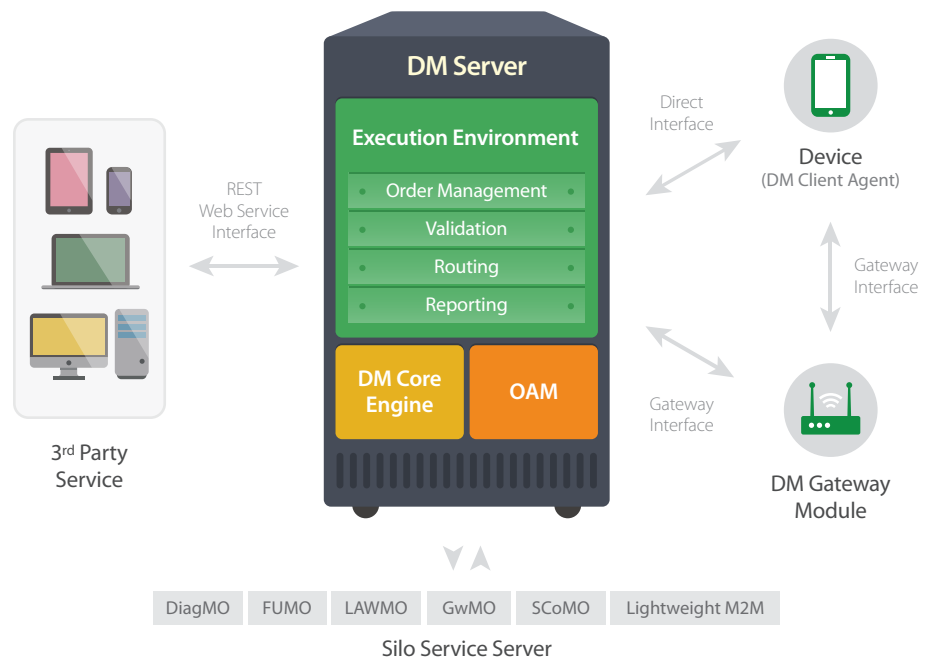 DM Server
Execution Environment
Order Management
Validation
Routing
Reporting
DM Core
Engine
OAM
REST
Web Service
Interface
3rd Party
Service
Direct
Interface
Device
(DM Client Agent)
Gateway
Interface
Gateway
Interface
DM Gateway
Module
DiagMO
FUMO
LAWMO
GwMO
SCoMO
Lightweight M2M
Silo Service Server